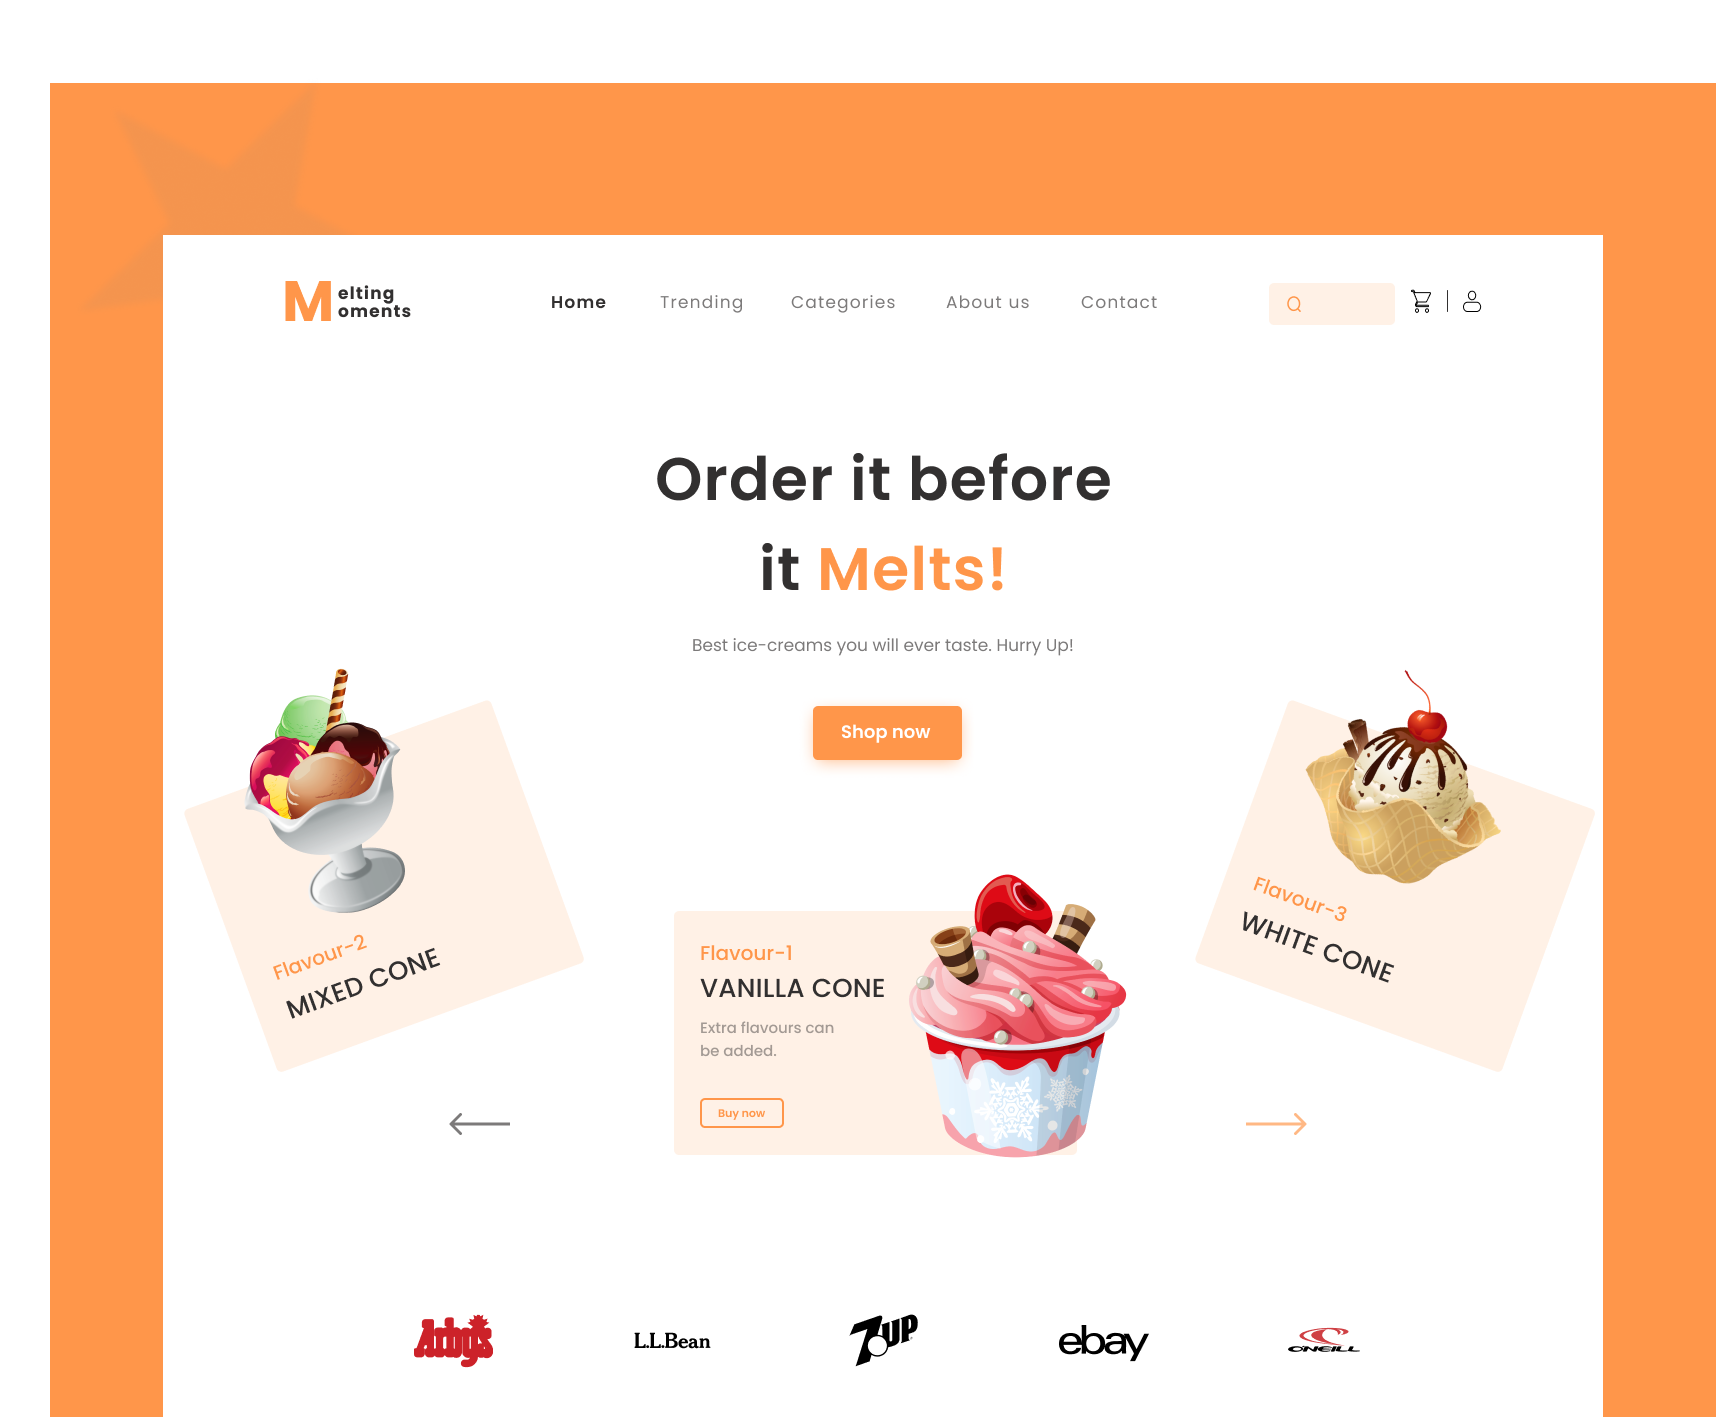 Melting
Moments
Home Trending Categories About us Contact
Order it before
it Melts!
Best ice-creams you will ever taste. Hurry Up!
Shop now
Flavour-2
MIXED CONE
Flavour-1
VANILLA CONE
Extra flavours can
be added.
Buy now
Flavour-3
WHITE CONE
Arby's L.L.Bean 7UP ebay O'NEILL